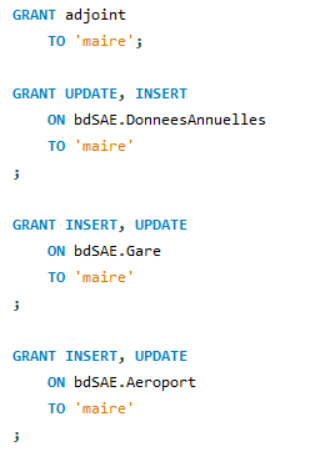 GRANT adjoint
TO 'maire';
GRANT UPDATE, INSERT
ON bdSAE.DonneesAnnuelles
TO 'maire'
;
GRANT INSERT, UPDATE
ON bdSAE.Gare
TO 'maire'
;
GRANT INSERT, UPDATE
ON bdSAE.Aeroport
TO 'maire'
;